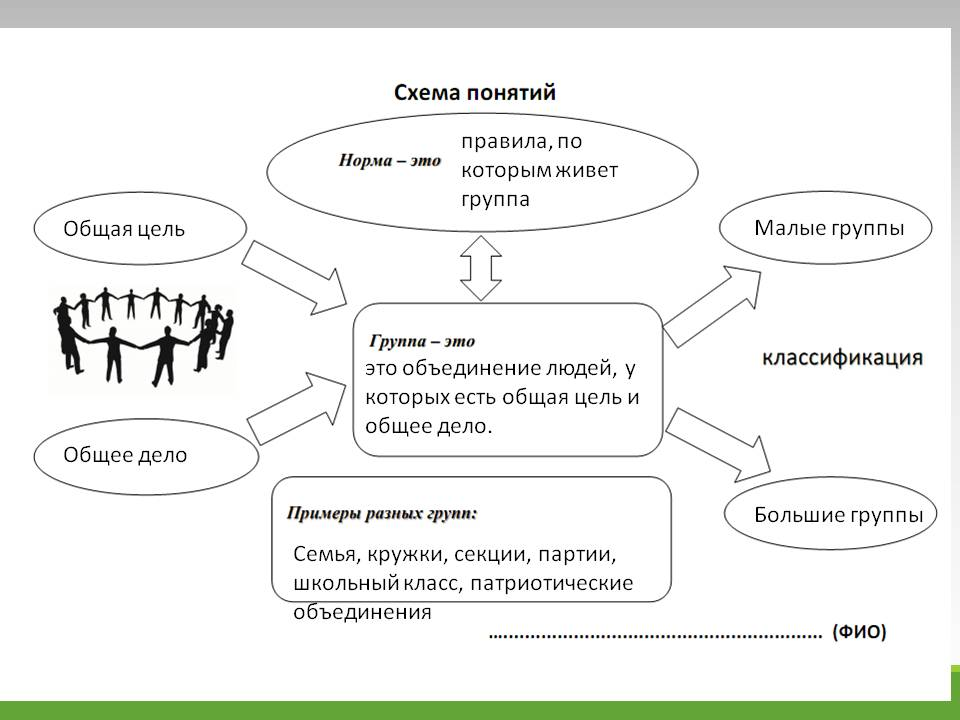 Схема понятий
Норма – это
правила, по
которым живет
группа
Общая цель
Малые группы
Группа – это
это объединение людей, у
которых есть общая цель и
общее дело.
классификация
Общее дело
Большие группы
Примеры разных групп:
Семья, кружки, секции, партии,
школьный класс, патриотические
объединения
.............................................................. (ФИО)